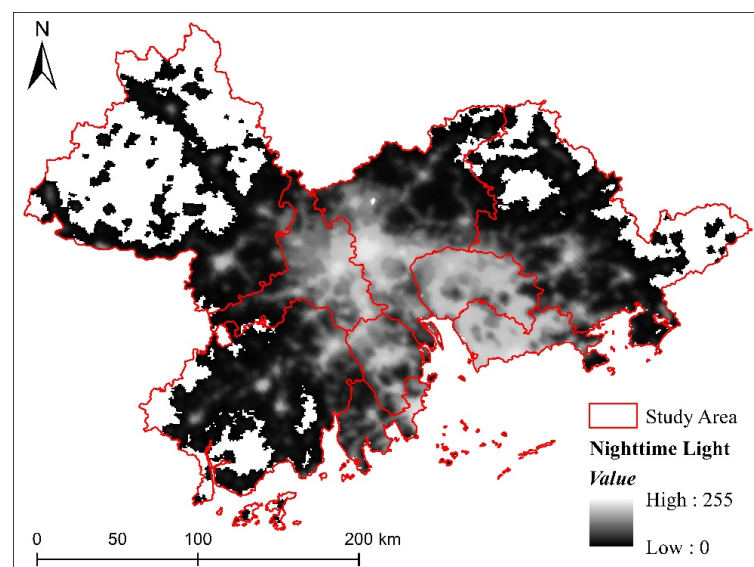 N
Study Area
Nighttime Light
Value
High : 255
Low : 0
0 50 100 200 km